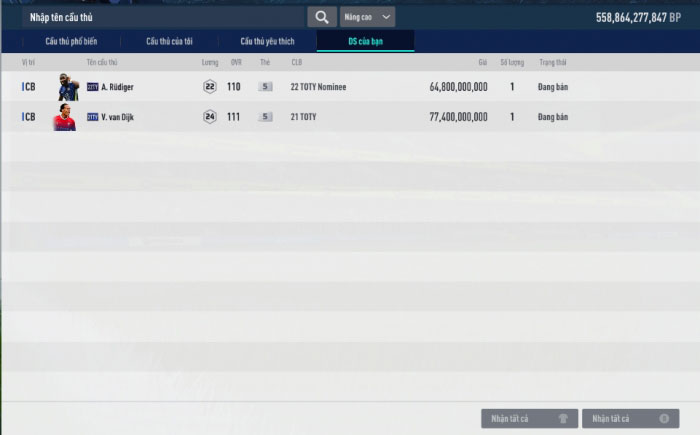 Nhập tên cầu thủ Nâng cao 558,864,277,847 BP
Cầu thủ phổ biến Cầu thủ của tôi Cầu thủ yêu thích DS của bạn
Vị trí Tên cầu thủ Lương OVR Thẻ CLB Giá Số lượng Trạng thái
CB A. Rüdiger 22 110 5 22 TOTY Nominee 64,800,000,000 1 Đang bán
CB V. van Dijk 24 111 5 21 TOTY 77,400,000,000 1 Đang bán
Nhận tất cả Nhận tất cả